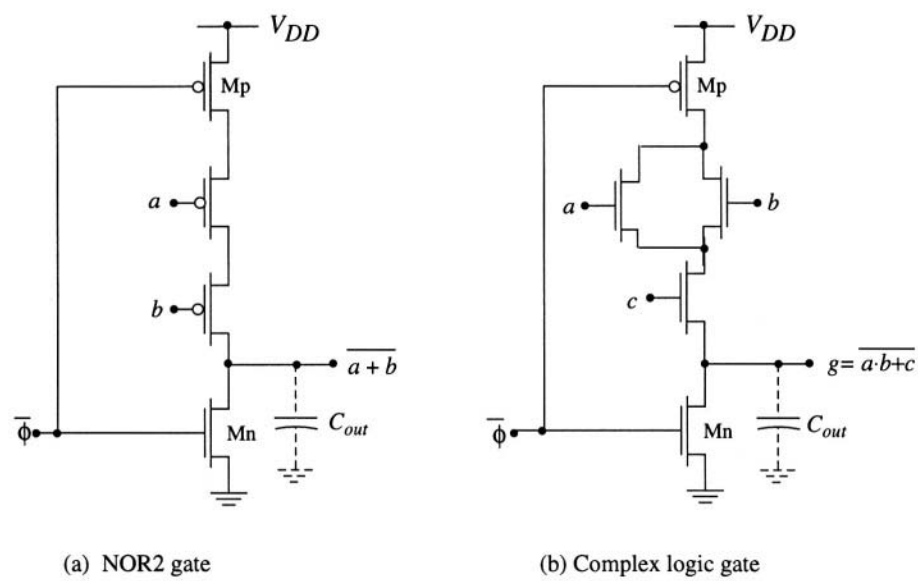 V_DD
Mp
a
b
\overline{a + b}
\overline{ϕ}
Mn
C_out
(a) NOR2 gate
V_DD
Mp
a
b
c
g= \overline{a·b+c}
\overline{ϕ}
Mn
C_out
(b) Complex logic gate